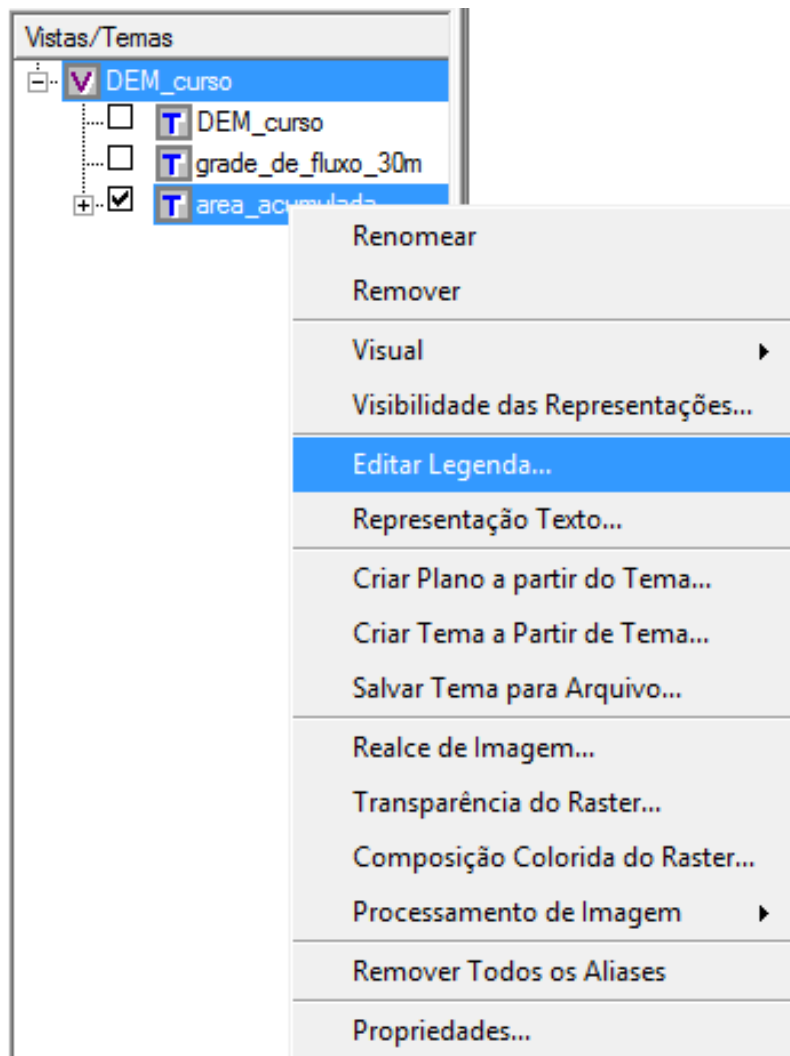 Vistas/Temas
V DEM_curso
T DEM_curso
T grade_de_fluxo_30m
T area_acumulada
Renomear
Remover
Visual
Visibilidade das Representações...
Editar Legenda...
Representação Texto...
Criar Plano a partir do Tema...
Criar Tema a Partir de Tema...
Salvar Tema para Arquivo...
Realce de Imagem...
Transparência do Raster...
Composição Colorida do Raster...
Processamento de Imagem
Remover Todos os Aliases
Propriedades...